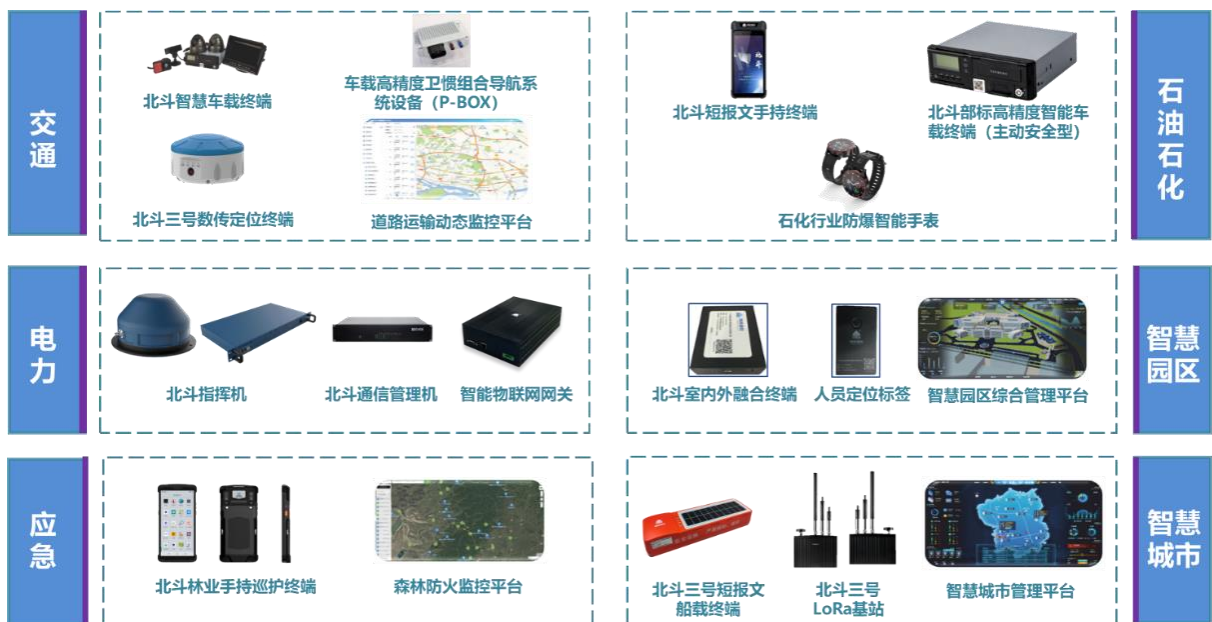 交
通
北斗智慧车载终端
车载高精度卫惯组合导航系
统设备（P-BOX）
北斗三号数传定位终端
道路运输动态监控平台
北斗短报文手持终端
北斗部标高精度智能车
载终端（主动安全型）
石化行业防爆智能手表
石
油
石
化
电
力
北斗指挥机
北斗通信管理机
智能物联网网关
北斗室内外融合终端
人员定位标签
智慧园区综合管理平台
智慧
园区
应
急
北斗林业手持巡护终端
森林防火监控平台
北斗三号短报文
船载终端
北斗三号
LoRa基站
智慧城市管理平台
智慧
城市